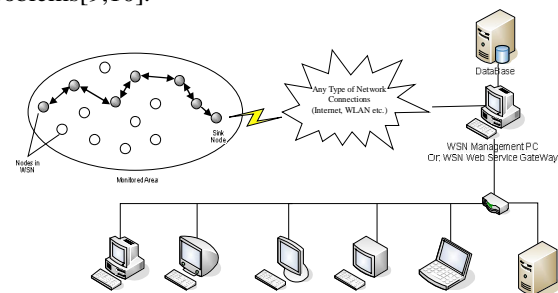 oblems[9,10].
DataBase
Any Type of Network
Connections
(Internet, WLAN etc.)
Sink
Node
WSN Management PC
Or: WSN Web Service GateWay
Nodes in
WSN
Monitored Area